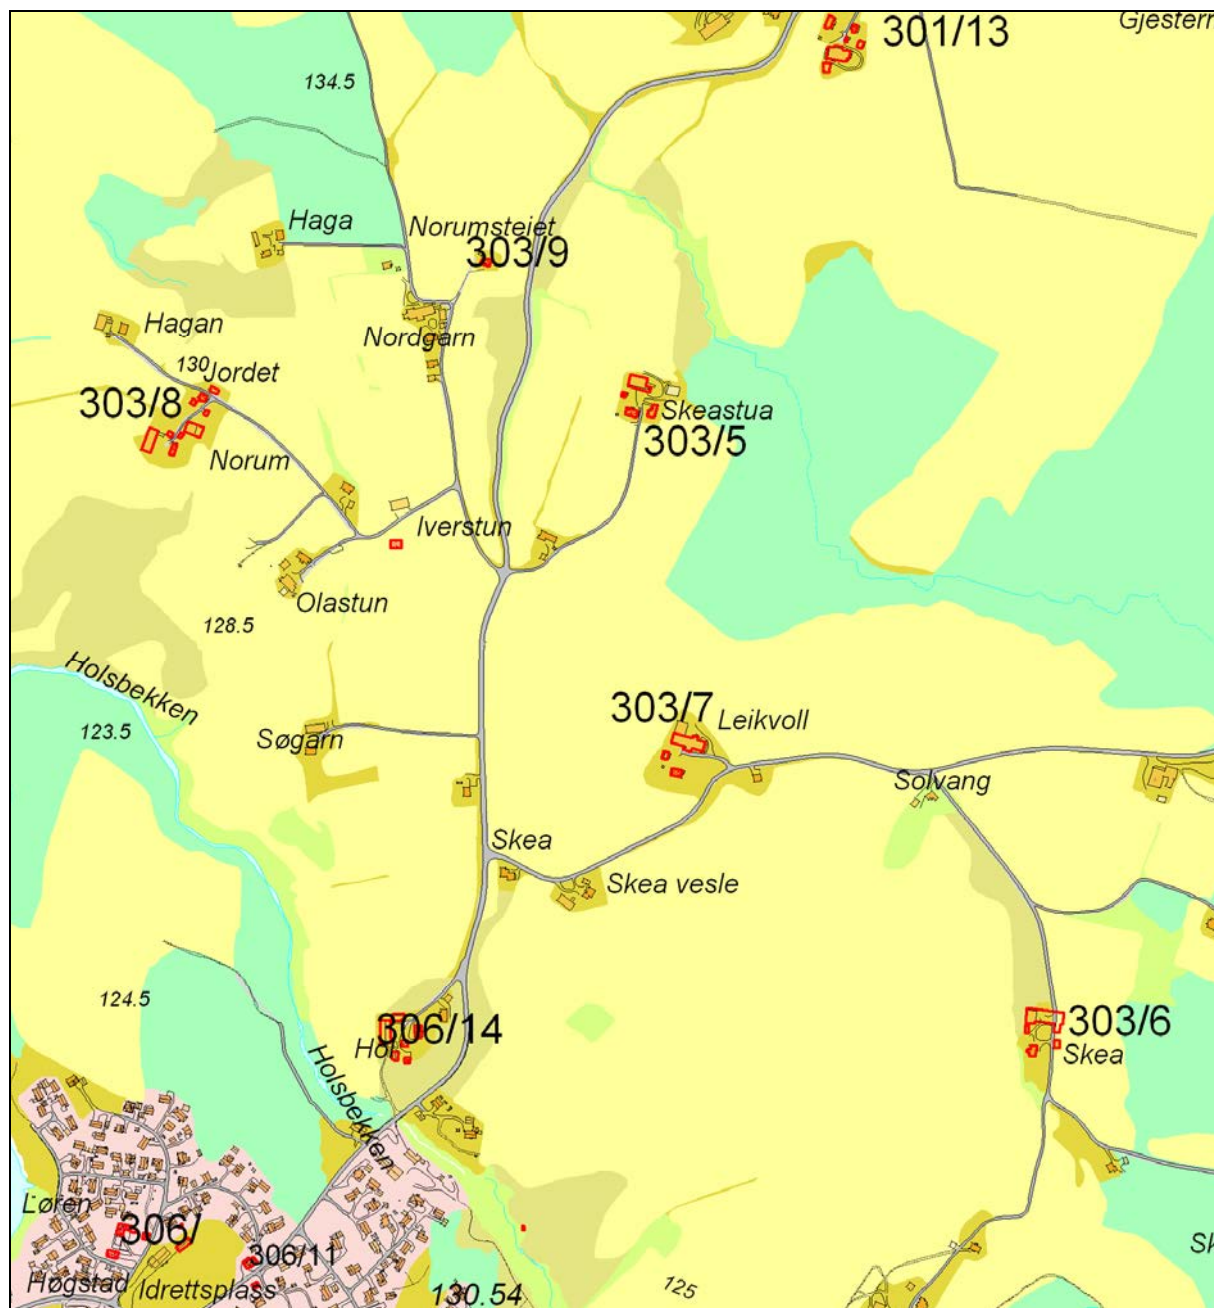 301/13
Gjestern
134.5
Haga
Norumsteiet
303/9
Hagan
Nordgarn
130
Jordet
303/8
Skeastua
303/5
Norum
Iverstun
Olastun
128.5
Holsbekken
303/7
Leikvoll
123.5
Søgarn
Solvang
Skea
Skea vesle
124.5
306/14
Hol
303/6
Skea
Holsbekken
Løren
306/
306/11
Sk
Høgstad
Idrettsplass
130.54
125